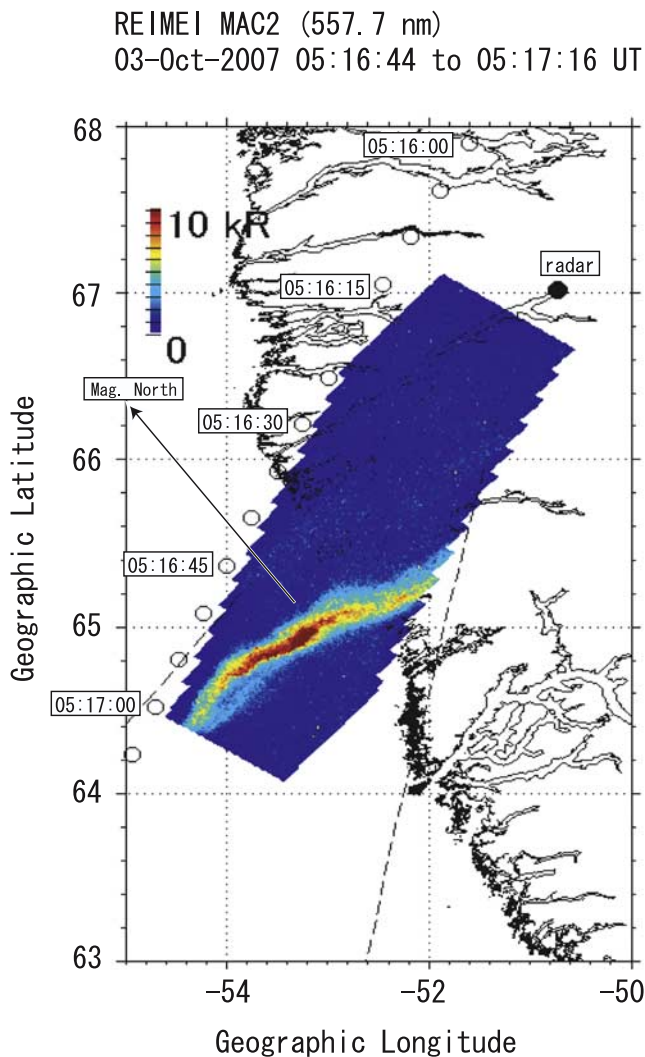 REIMEI MAC2 (557.7 nm)
03-Oct-2007 05:16:44 to 05:17:16 UT
68
05:16:00
10 kR
radar
67
05:16:15
0
Mag. North
05:16:30
66
05:16:45
65
05:17:00
64
63
-54
-52
-50
Geographic Latitude
Geographic Longitude